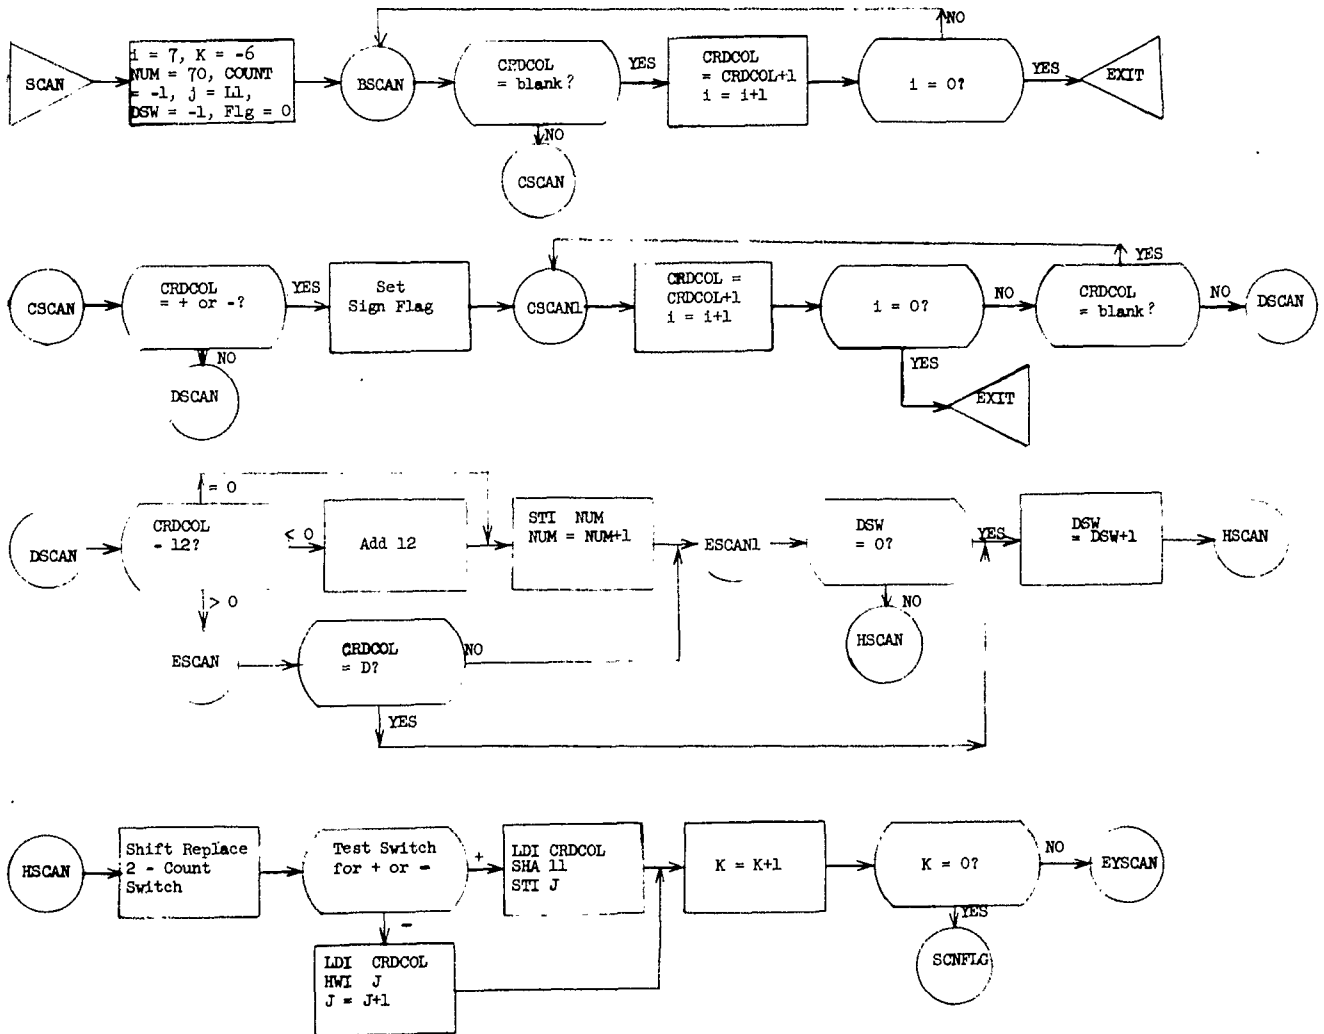 SCAN
i = 7, K = -6
NUM = 70, COUNT
= -1, j = L1,
DSW = -1, Flg = 0
BSCAN
CRDCOL
= blank?
YES
NO
CSCAN
CRDCOL
= CRDCOL+1
i = i+1
i = 0?
NO
YES
EXIT
CSCAN
CRDCOL
= + or -?
YES
NO
DSCAN
Set
Sign Flag
CSCAN1
CRDCOL =
CRDCOL+1
i = i+1
i = 0?
NO
YES
EXIT
CRDCOL
= blank?
YES
NO
DSCAN
DSCAN
CRDCOL
- 12?
= 0
< 0
> 0
Add 12
STI NUM
NUM = NUM+1
ESCAN1
DSW
= 0?
YES
NO
HSCAN
DSW
= DSW+1
HSCAN
ESCAN
CRDCOL
= D?
NO
YES
HSCAN
Shift Replace
2 - Count
Switch
Test Switch
for + or -
+
-
LDI CRDCOL
SHA 11
STI J
LDI CRDCOL
HWI J
J = J+1
K = K+1
K = 0?
NO
YES
EYSCAN
SCNFLG